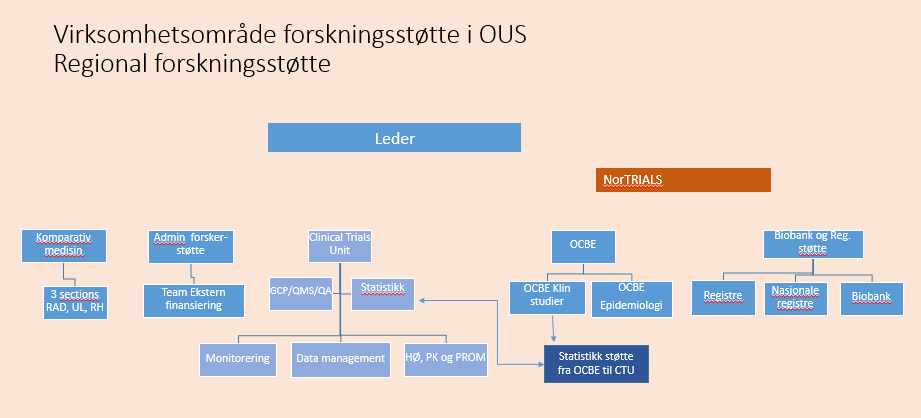 Virksomhetsområde forskningsstøtte i OUS
Regional forskningsstøtte
Leder
NorTRIALS
Komparativ
medisin
Admin forsker-
støtte
Clinical Trials
Unit
OCBE
Biobank og Reg.
støtte
3 sections
RAD, UL, RH
Team Ekstern
finansiering
GCP/QMS/QA
Statistikk
OCBE Klin
studier
OCBE
Epidemiologi
Registre
Nasjonale
registre
Biobank
Monitorering
Data management
HØ, PK og PROM
Statistikk støtte
fra OCBE til CTU